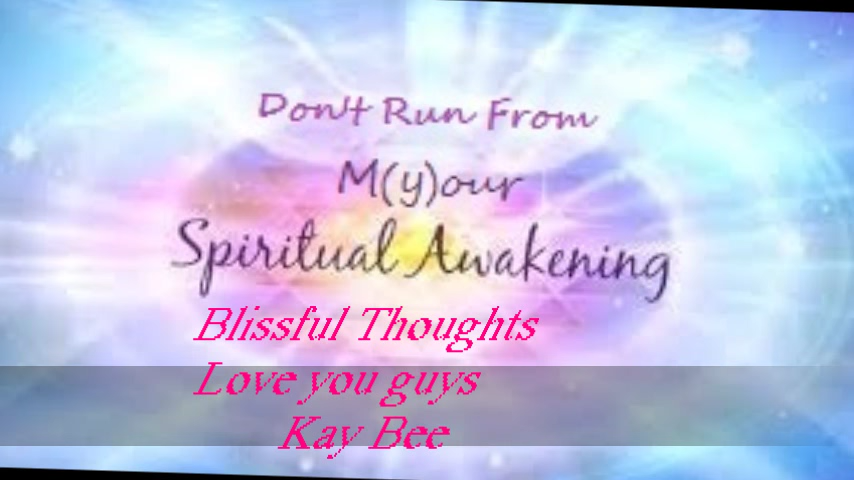 Don't Run From
M(y)our
Spiritual Awakening
Blissful Thoughts
Love you guys
Kay Bee